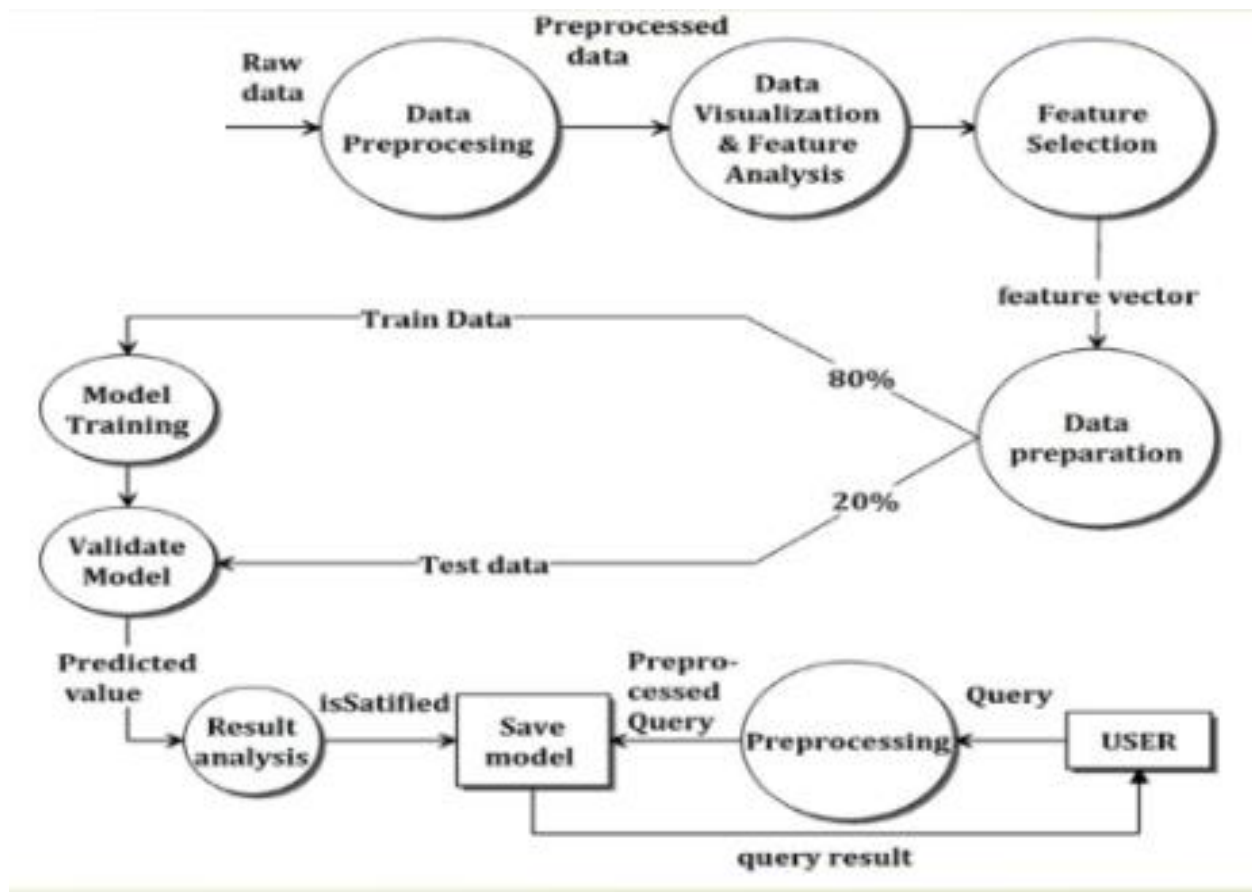 Raw
data
Data
Preprocesing
Preprocessed
data
Data
Visualization
& Feature
Analysis
Feature
Selection
feature vector
Data
preparation
80%
Train Data
20%
Test data
Model
Training
Validate
Model
Predicted
value
Result
analysis
isSatified
Save
model
Prepro-
cessed
Query
Preprocessing
Query
USER
query result